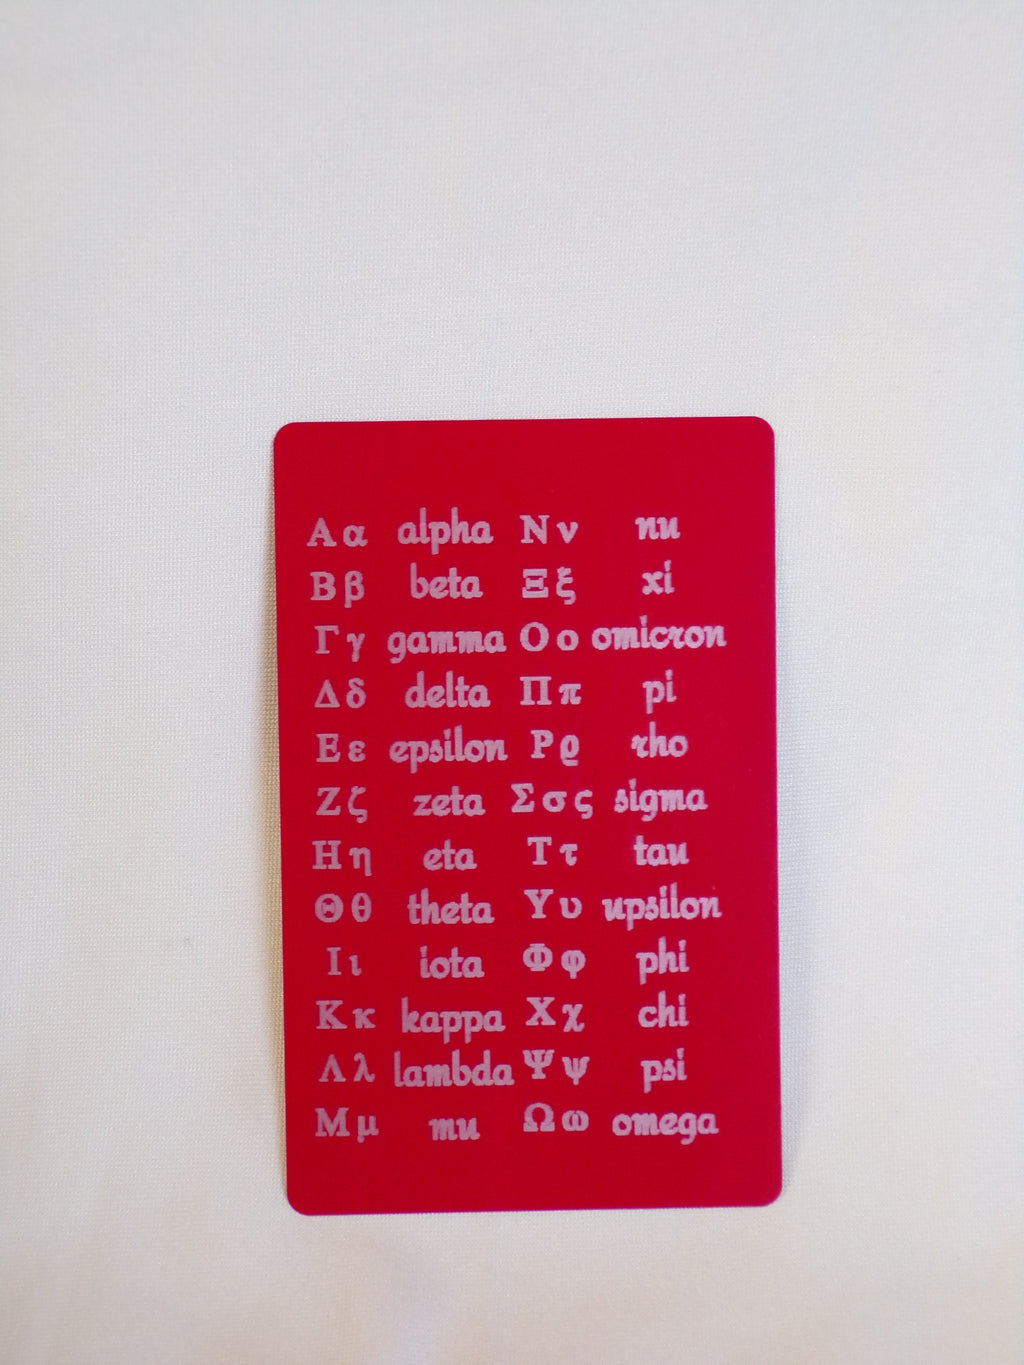 Α α alpha Ν ν nu
Β β beta Ξ ξ xi
Γ γ gamma Ο ο omicron
Δ δ delta Π π pi
Ε ε epsilon Ρ ϱ rho
Ζ ζ zeta Σ σ ς sigma
Η η eta Τ τ tau
Θ θ theta Υ υ upsilon
Ι ι iota Φ φ phi
Κ κ kappa Χ χ chi
Λ λ lambda Ψ ψ psi
Μ μ mu Ω ω omega